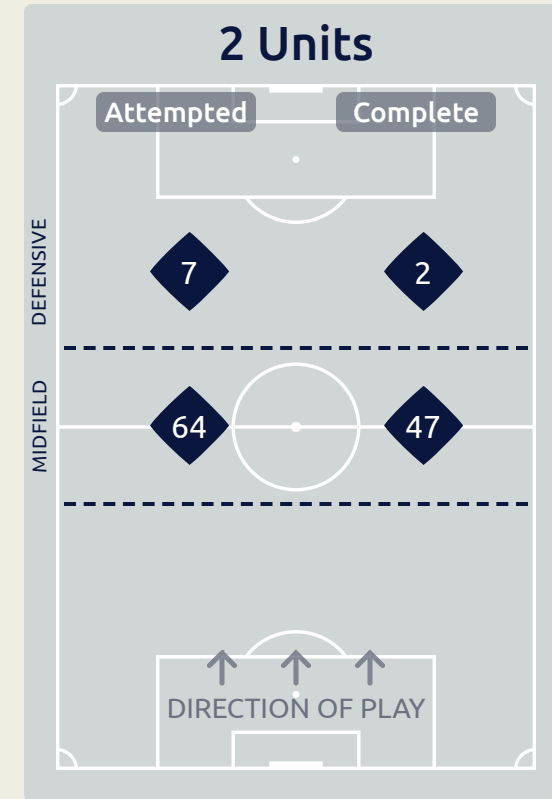 2 Units
Attempted
Complete
DEFENSIVE
7
2
MIDFIELD
64
47
DIRECTION OF PLAY